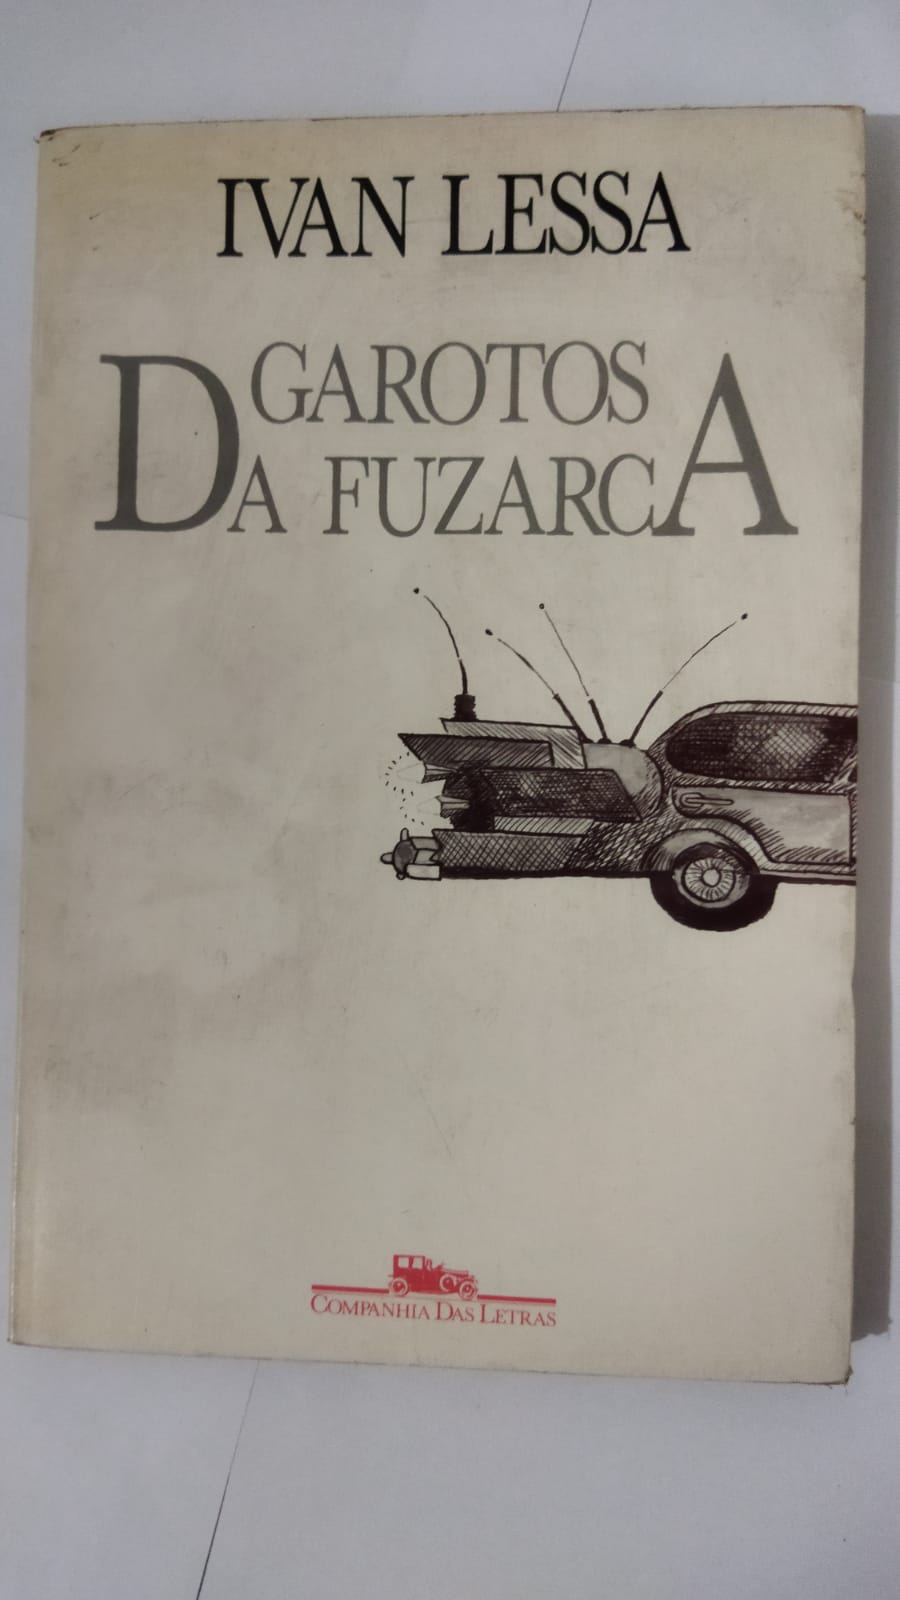 IVAN LESSA
GAROTOS
DA FUZARCA
COMPANHIA DAS LETRAS